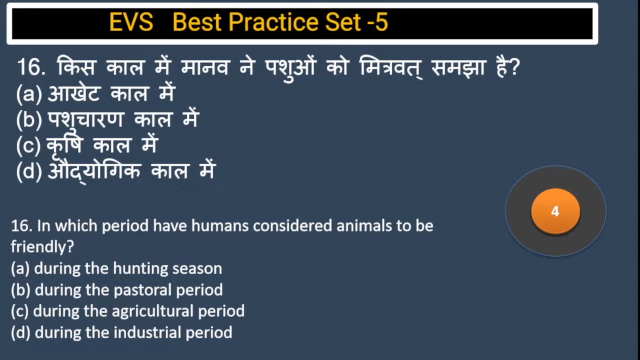 EVS Best Practice Set -5
16. किस काल में मानव ने पशुओं को मित्रवत् समझा है?
(a) आखेट काल में
(b) पशुचारण काल में
(c) कृषि काल में
(d) औद्योगिक काल में
4
16. In which period have humans considered animals to be
friendly?
(a) during the hunting season
(b) during the pastoral period
(c) during the agricultural period
(d) during the industrial period